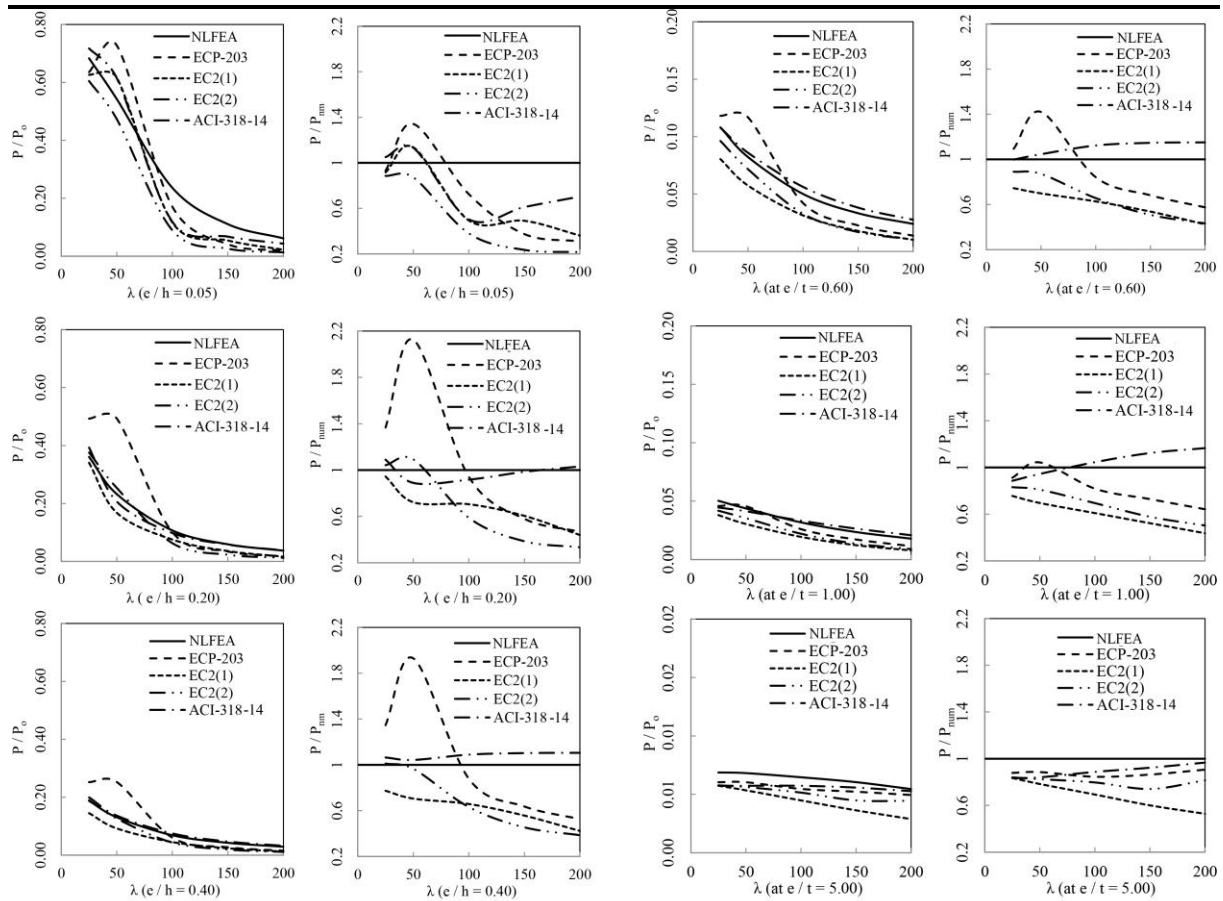 0.80
0.60
0.40
0.20
0.00
P / Po
NLFEA
ECP-203
EC2(1)
EC2(2)
ACI-318-14
0 50 100 150 200
λ (e / h = 0.05)
2.2
1.8
1.4
1
0.6
0.2
P / Pnm
NLFEA
ECP-203
EC2(1)
EC2(2)
ACI-318-14
0 50 100 150 200
λ (e / h = 0.05)
0.20
0.15
0.10
0.05
0.00
P / Po
NLFEA
ECP-203
EC2(1)
EC2(2)
ACI-318-14
0 50 100 150 200
λ (at e / t = 0.60)
2.2
1.8
1.4
1
0.6
0.2
P / Pnum
NLFEA
ECP-203
EC2(1)
EC2(2)
ACI-318-14
0 50 100 150 200
λ (at e / t = 0.60)
0.80
0.60
0.40
0.20
0.00
P / Po
NLFEA
ECP-203
EC2(1)
EC2(2)
ACI-318-14
0 50 100 150 200
λ ( e / h = 0.20)
2.2
1.8
1.4
1
0.6
0.2
P / Pnum
NLFEA
ECP-203
EC2(1)
EC2(2)
ACI-318-14
0 50 100 150 200
λ ( e / h = 0.20)
0.20
0.15
0.10
0.05
0.00
P / Po
NLFEA
ECP-203
EC2(1)
EC2(2)
ACI-318-14
0 50 100 150 200
λ (at e / t = 1.00)
2.2
1.8
1.4
1
0.6
0.2
P / Pnum
NLFEA
ECP-203
EC2(1)
EC2(2)
ACI-318-14
0 50 100 150 200
λ (at e / t = 1.00)
0.80
0.60
0.40
0.20
0.00
P / Po
NLFEA
ECP-203
EC2(1)
EC2(2)
ACI-318-14
0 50 100 150 200
λ (e / h = 0.40)
2.2
1.8
1.4
1
0.6
0.2
P / Pnm
NLFEA
ECP-203
EC2(1)
EC2(2)
ACI-318-14
0 50 100 150 200
λ (e / h = 0.40)
0.02
0.02
0.01
0.01
0.00
P / Po
NLFEA
ECP-203
EC2(1)
EC2(2)
ACI-318-14
0 50 100 150 200
λ (at e / t = 5.00)
2.2
1.8
1.4
1
0.6
0.2
P / Pnum
NLFEA
ECP-203
EC2(1)
EC2(2)
ACI-318-14
0 50 100 150 200
λ (at e / t = 5.00)